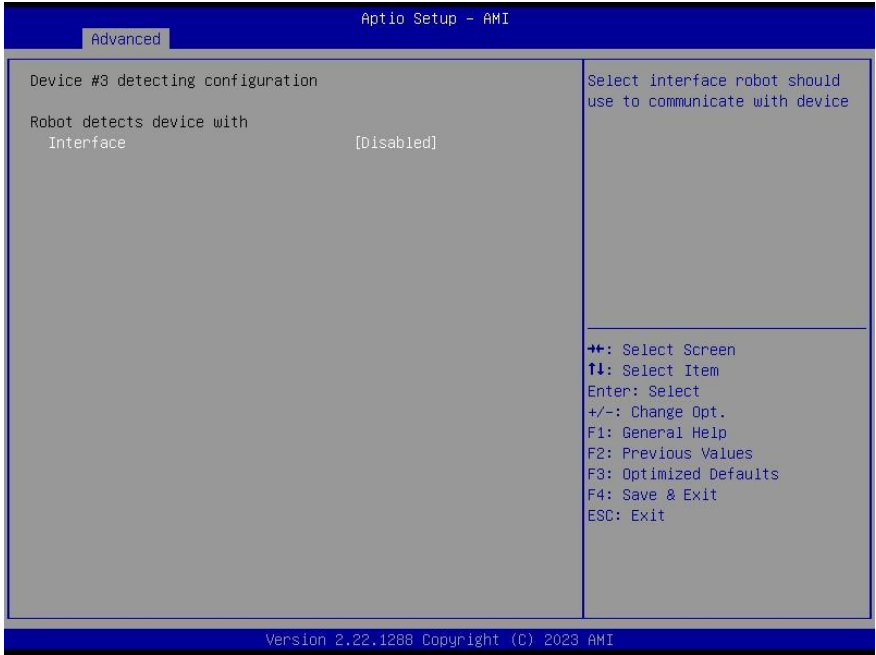 Aptio Setup – AMI
Advanced
Device #3 detecting configuration
Robot detects device with
Interface [Disabled]
Select interface robot should
use to communicate with device
→←: Select Screen
↑↓: Select Item
Enter: Select
+/-: Change Opt.
F1: General Help
F2: Previous Values
F3: Optimized Defaults
F4: Save & Exit
ESC: Exit
Version 2.22.1288 Copyright (C) 2023 AMI